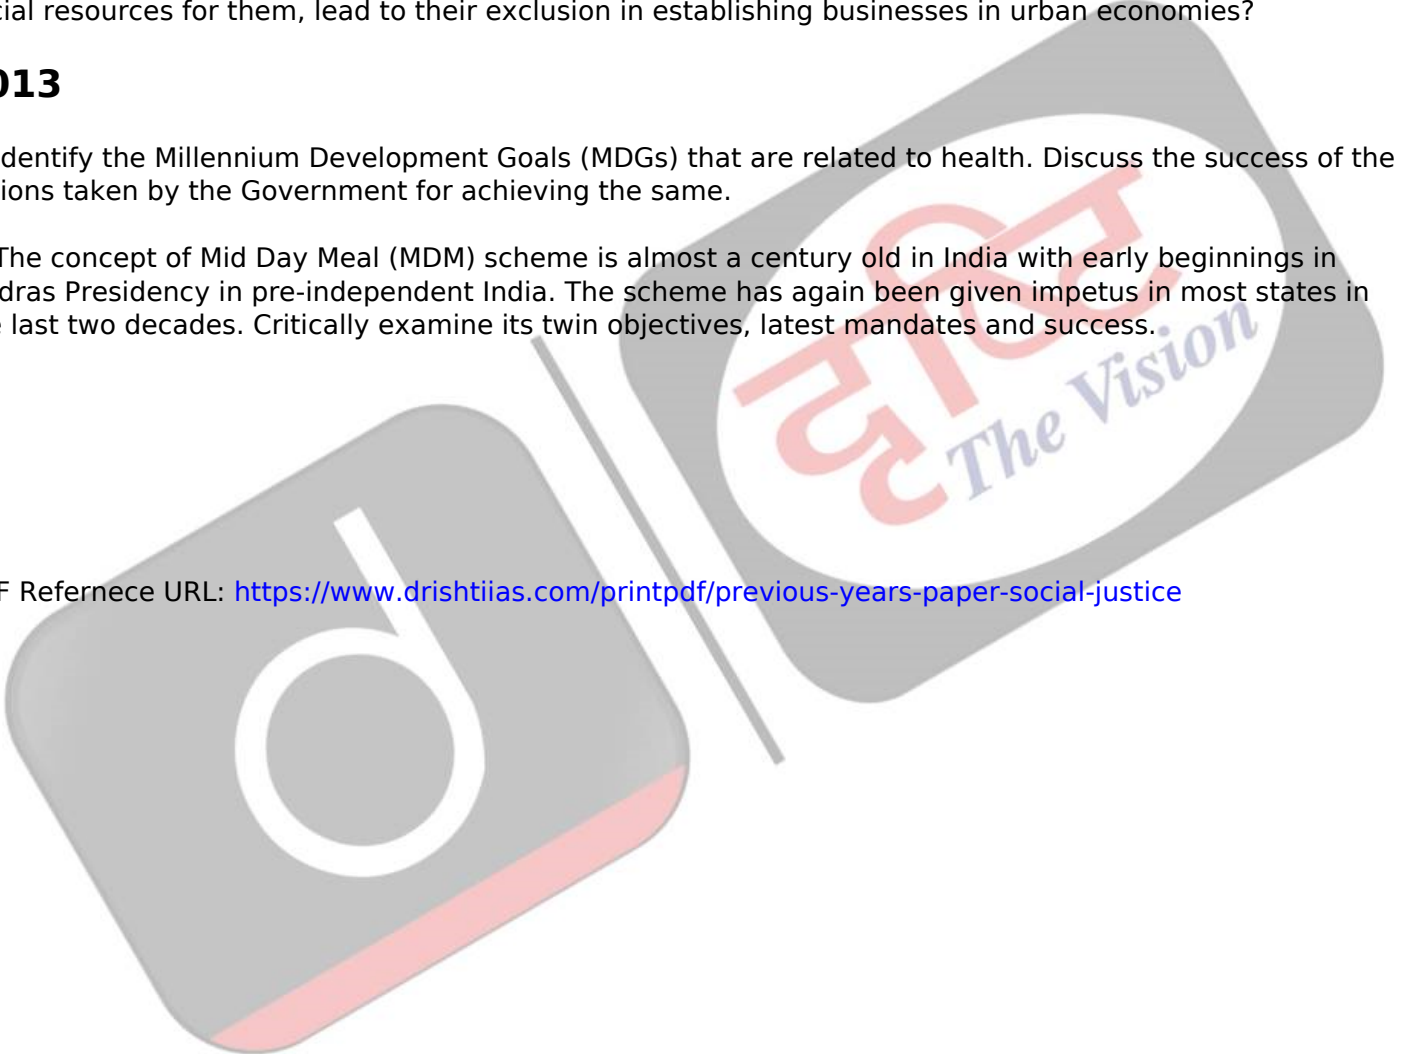 cial resources for them, lead to their exclusion in establishing businesses in urban economies?
013
dentify the Millennium Development Goals (MDGs) that are related to health. Discuss the success of the
ions taken by the Government for achieving the same.
The concept of Mid Day Meal (MDM) scheme is almost a century old in India with early beginnings in
dras Presidency in pre-independent India. The scheme has again been given impetus in most states in
e last two decades. Critically examine its twin objectives, latest mandates and success.
दृष्टि
The Vision
d
F Refernece URL: https://www.drishtiias.com/printpdf/previous-years-paper-social-justice